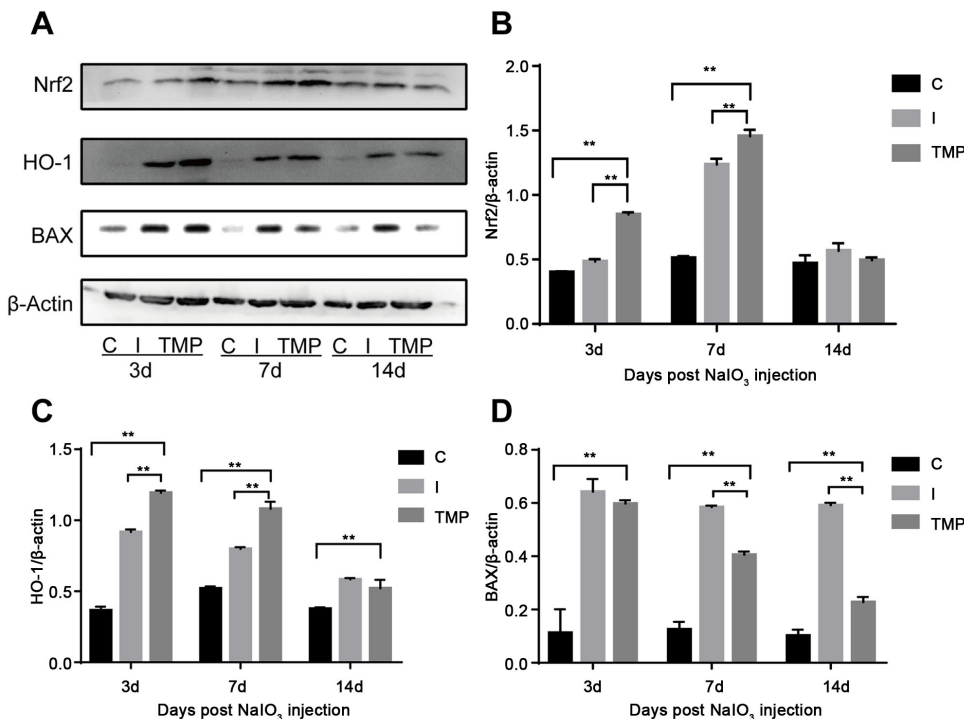 A
Nrf2
HO-1
BAX
β-Actin
C I TMP C I TMP C I TMP
3d 7d 14d
B
Nrf2/β-actin
2.0
1.5
1.0
0.5
0.0
**
**
**
**
3d 7d 14d
Days post NaIO₃ injection
C
I
TMP
C
HO-1/β-actin
1.5
1.0
0.5
0.0
**
**
**
**
**
3d 7d 14d
Days post NaIO₃ injection
C
I
TMP
D
BAX/β-actin
0.8
0.6
0.4
0.2
0.0
**
**
**
**
**
3d 7d 14d
Days post NaIO₃ injection
C
I
TMP